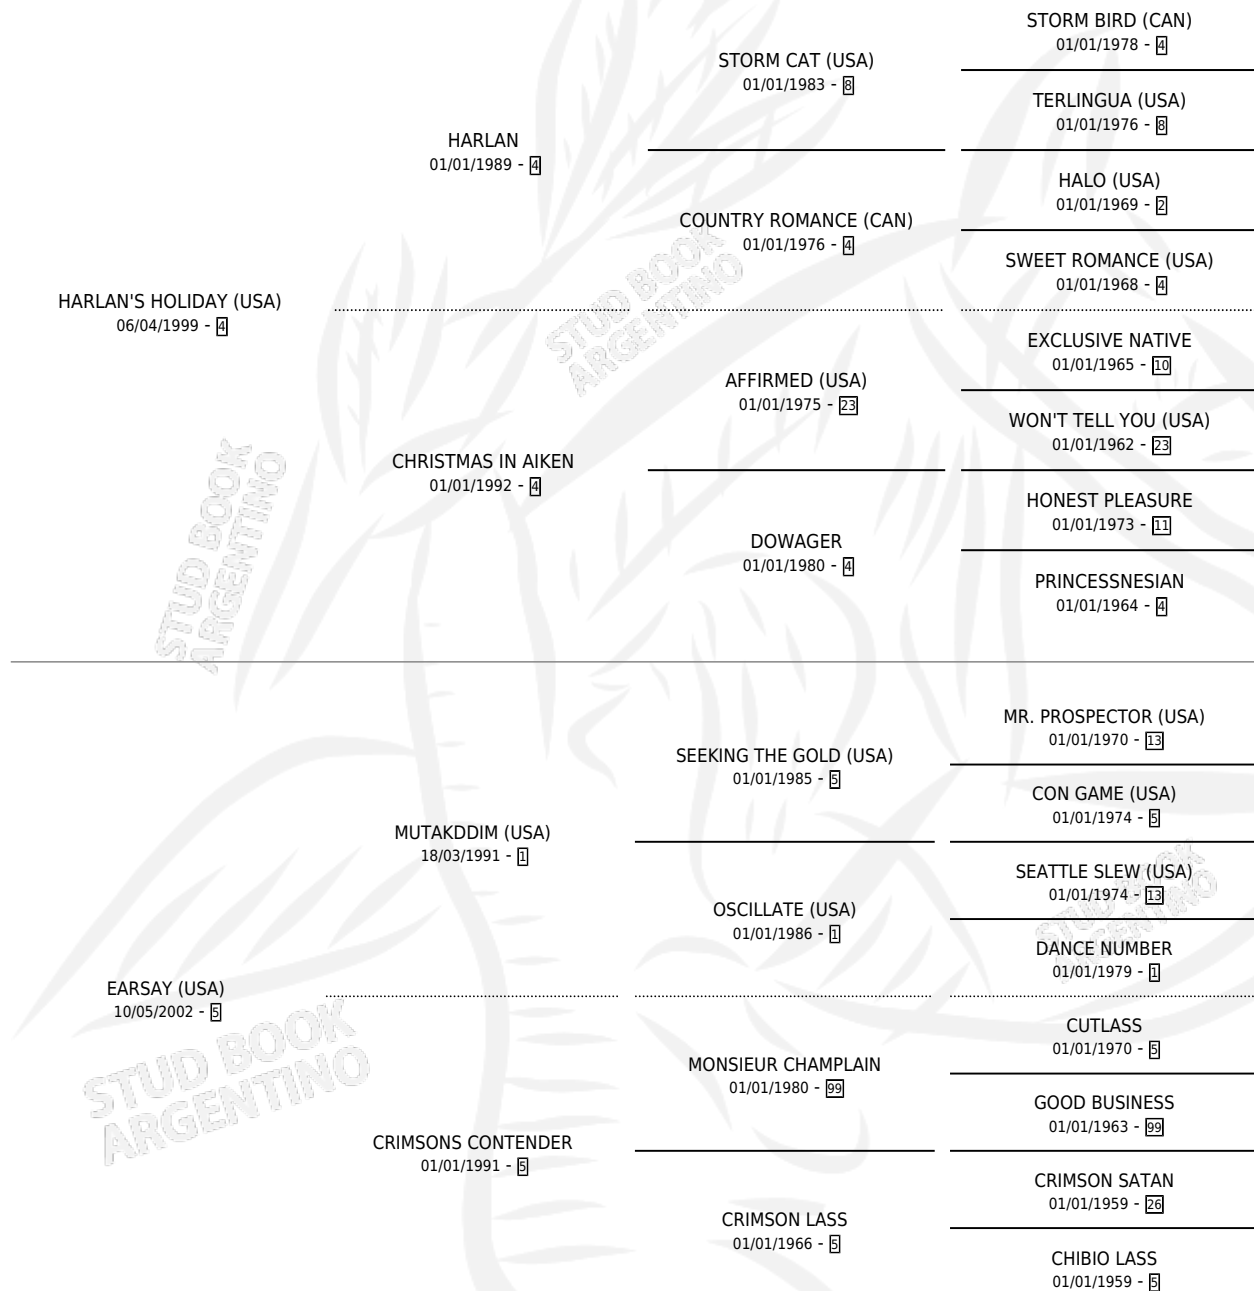 STORM BIRD (CAN)
01/01/1978 - 4
STORM CAT (USA)
01/01/1983 - 8
TERLINGUA (USA)
01/01/1976 - 8
HARLAN
01/01/1989 - 4
HALO (USA)
01/01/1969 - 2
COUNTRY ROMANCE (CAN)
01/01/1976 - 4
SWEET ROMANCE (USA)
01/01/1968 - 4
HARLAN'S HOLIDAY (USA)
06/04/1999 - 4
EXCLUSIVE NATIVE
01/01/1965 - 10
AFFIRMED (USA)
01/01/1975 - 23
WON'T TELL YOU (USA)
01/01/1962 - 23
CHRISTMAS IN AIKEN
01/01/1992 - 4
HONEST PLEASURE
01/01/1973 - 11
DOWAGER
01/01/1980 - 4
PRINCESSNESIAN
01/01/1964 - 4
MR. PROSPECTOR (USA)
01/01/1970 - 13
SEEKING THE GOLD (USA)
01/01/1985 - 5
CON GAME (USA)
01/01/1974 - 5
MUTAKDDIM (USA)
18/03/1991 - 1
SEATTLE SLEW (USA)
01/01/1974 - 13
OSCILLATE (USA)
01/01/1986 - 1
DANCE NUMBER
01/01/1979 - 1
EARSAY (USA)
10/05/2002 - 5
CUTLASS
01/01/1970 - 5
MONSIEUR CHAMPLAIN
01/01/1980 - 99
GOOD BUSINESS
01/01/1963 - 99
CRIMSONS CONTENDER
01/01/1991 - 5
CRIMSON SATAN
01/01/1959 - 26
CRIMSON LASS
01/01/1966 - 5
CHIBIO LASS
01/01/1959 - 5
STUD BOOK
ARGENTINO
STUD BOOK
ARGENTINO
STUD BOOK
ARGENTINO
STUD BOOK
ARGENTINO